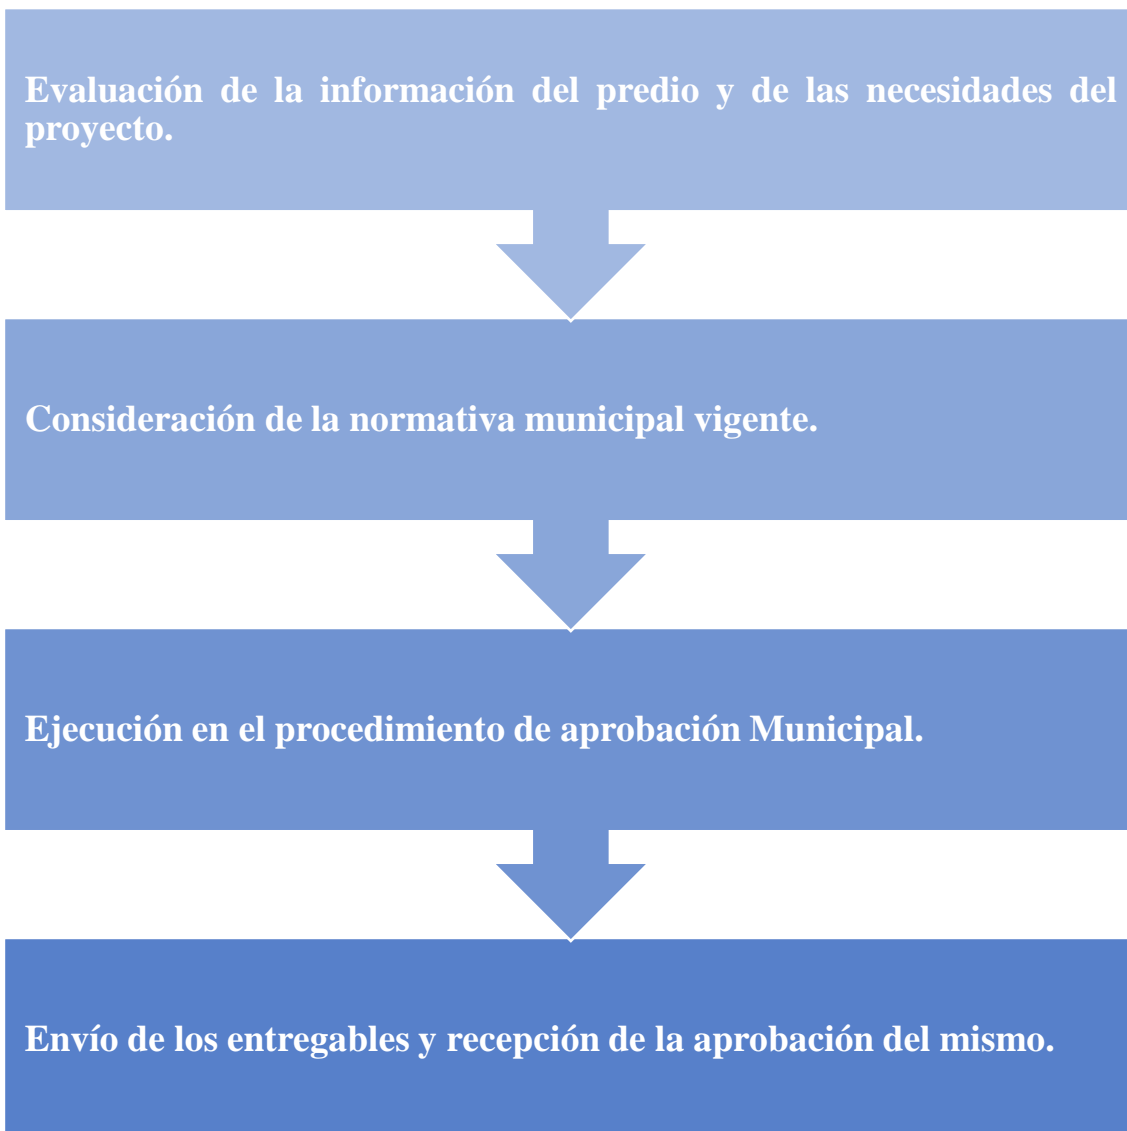 Evaluación de la información del predio y de las necesidades del
proyecto.
Consideración de la normativa municipal vigente.
Ejecución en el procedimiento de aprobación Municipal.
Envío de los entregables y recepción de la aprobación del mismo.